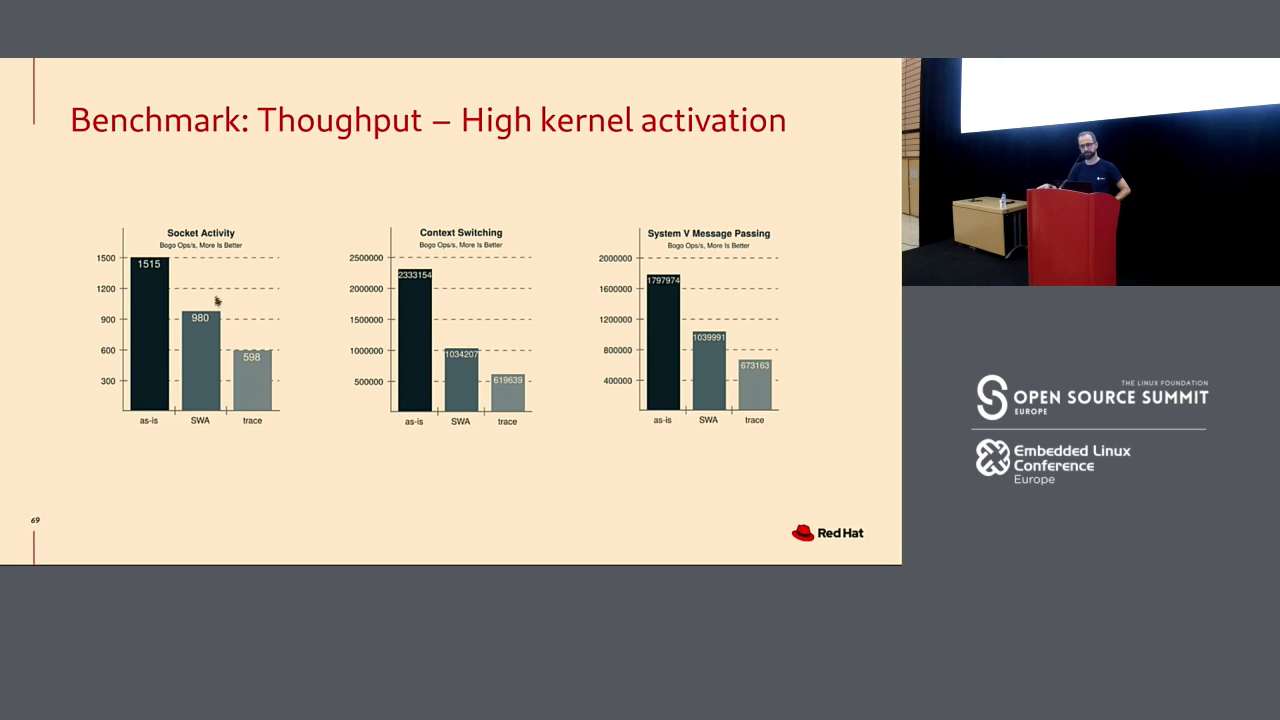 Benchmark: Thoughput – High kernel activation
Socket Activity
Bogo Ops/s, More Is Better
1500
1200
900
600
300
1515
980
598
as-is
SWA
trace
Context Switching
Bogo Ops/s, More Is Better
2500000
2000000
1500000
1000000
500000
2333154
1034207
619639
as-is
SWA
trace
System V Message Passing
Bogo Ops/s, More Is Better
2000000
1600000
1200000
800000
400000
1797974
1039991
673163
as-is
SWA
trace
69
Red Hat
THE LINUX FOUNDATION
OPEN SOURCE SUMMIT
EUROPE
Embedded Linux
Conference
Europe